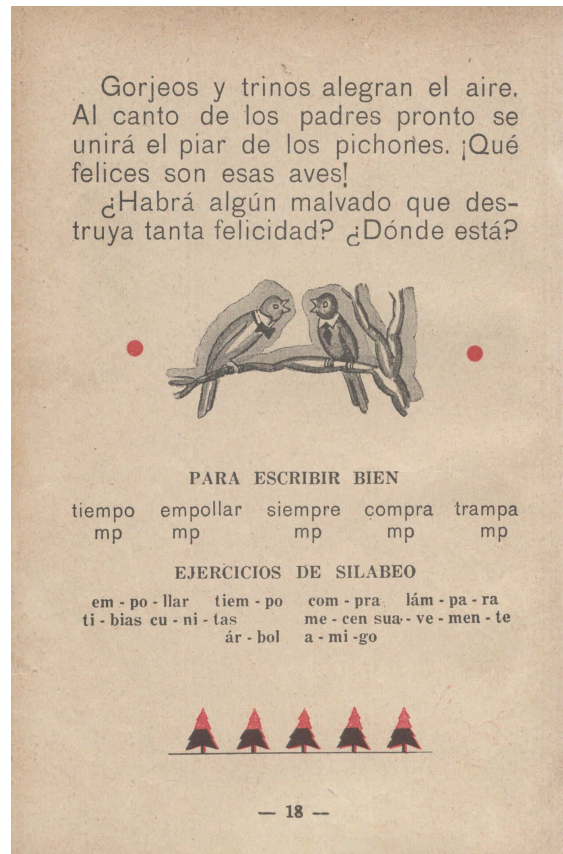 Gorjeos y trinos alegran el aire.
Al canto de los padres pronto se
unirá el piar de los pichones. ¡Qué
felices son esas aves!
¿Habrá algún malvado que des-
truya tanta felicidad? ¿Dónde está?
PARA ESCRIBIR BIEN
tiempo empollar siempre compra trampa
mp mp mp mp mp
EJERCICIOS DE SILABEO
em - po - llar tiem - po com - pra lám - pa - ra
ti - bias cu - ni - tas me - cen sua - ve - men - te
ár - bol a - mi -go
— 18 —